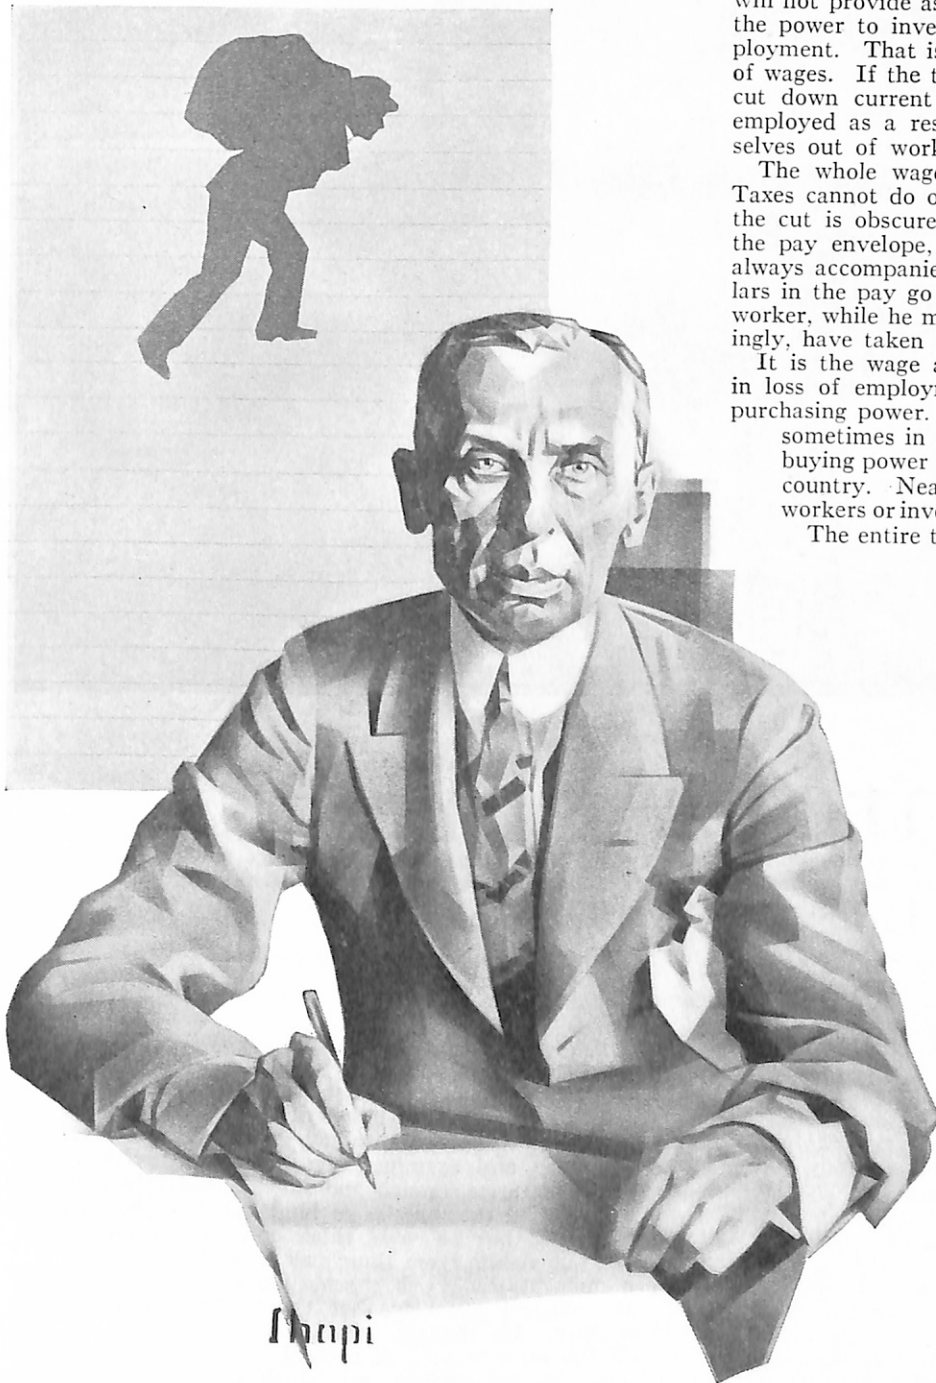 will not provide as
the power to inve
ployment. That is
of wages. If the t
cut down current
employed as a res
selves out of work
The whole wage
Taxes cannot do o
the cut is obscure
the pay envelope,
always accompanie
lars in the pay go
worker, while he m
ingly, have taken
It is the wage a
in loss of employ
purchasing power.
sometimes in
buying power
country. Nea
workers or inve
The entire t
Shapi